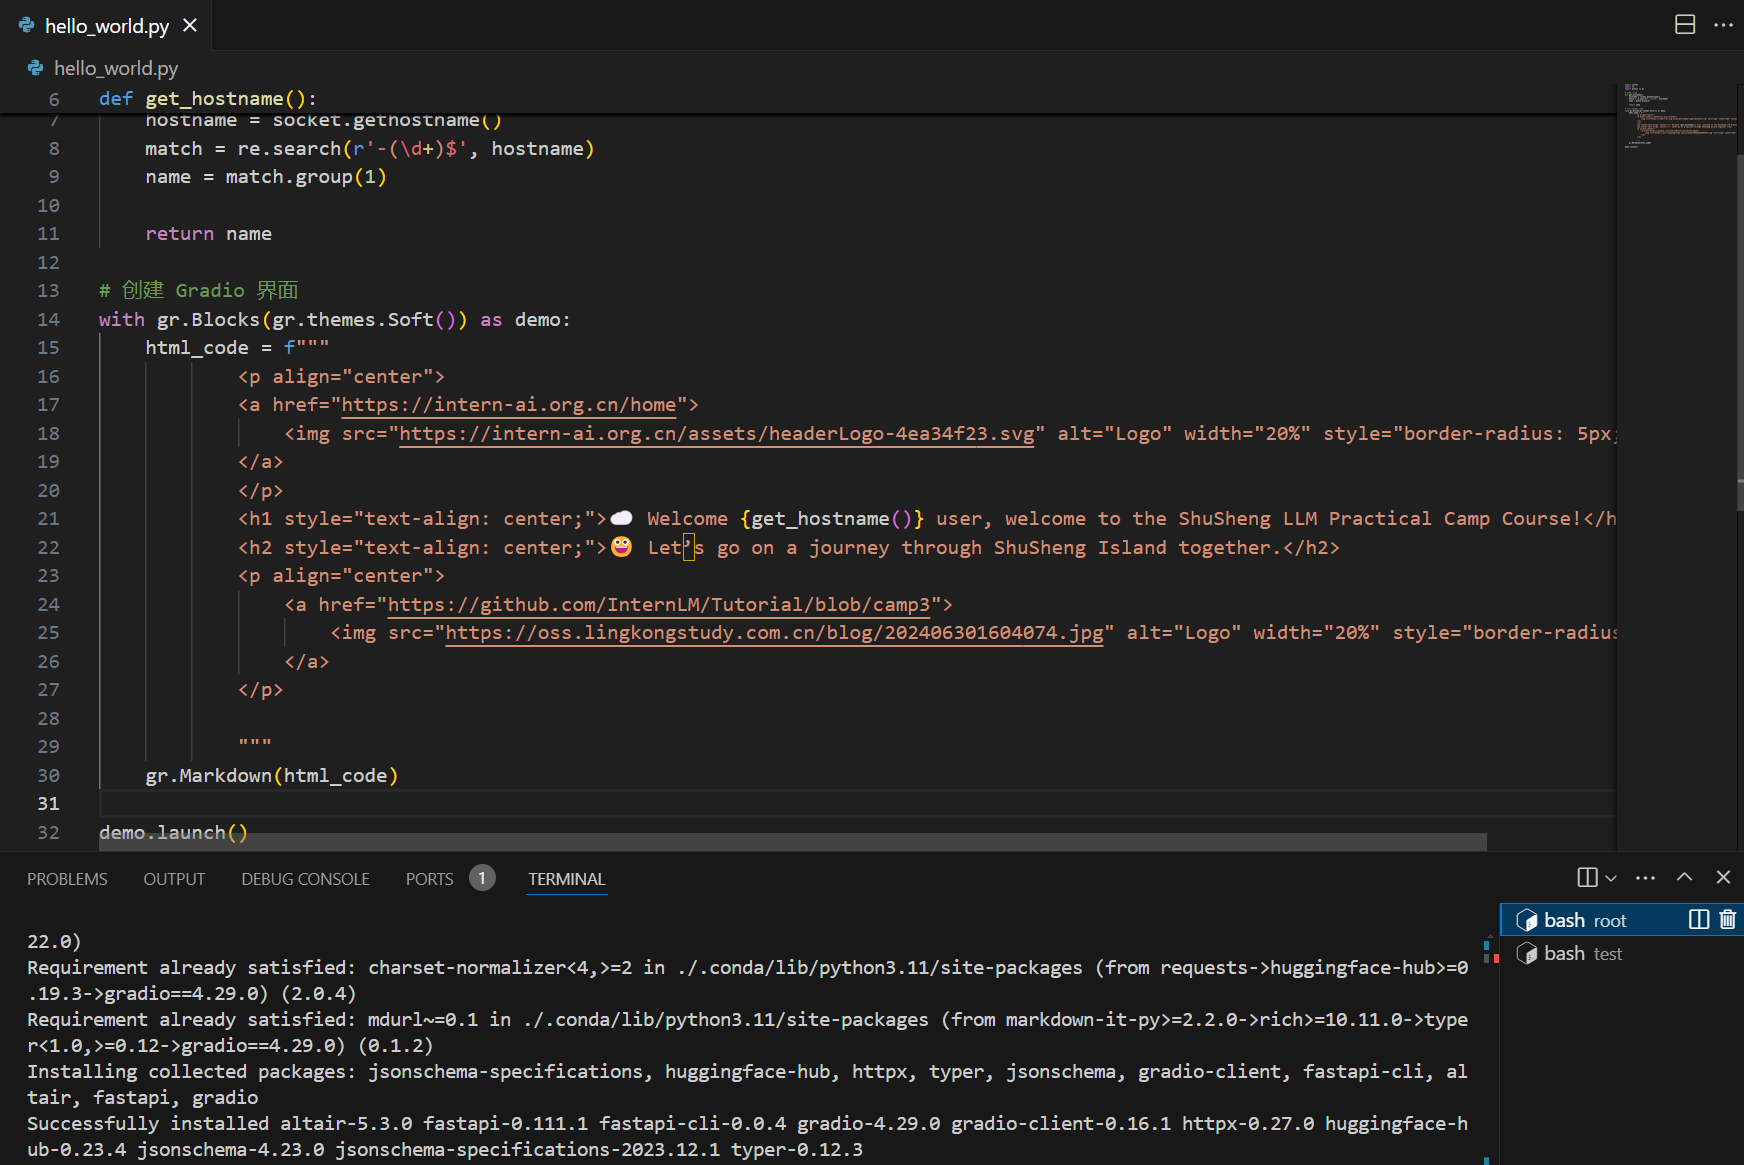 hello_world.py
hello_world.py
6 def get_hostname():
7 hostname = socket.gethostname()
8 match = re.search(r'-(\d+)$', hostname)
9 name = match.group(1)
10
11 return name
12
13 # 创建 Gradio 界面
14 with gr.Blocks(gr.themes.Soft()) as demo:
15 html_code = f"""
16 <p align="center">
17 <a href="https://intern-ai.org.cn/home">
18 <img src="https://intern-ai.org.cn/assets/headerLogo-4ea34f23.svg" alt="Logo" width="20%" style="border-radius: 5px;
19 </a>
20 </p>
21 <h1 style="text-align: center;">☁️ Welcome {get_hostname()} user, welcome to the ShuSheng LLM Practical Camp Course!</h
22 <h2 style="text-align: center;">😀 Let’s go on a journey through ShuSheng Island together.</h2>
23 <p align="center">
24 <a href="https://github.com/InternLM/Tutorial/blob/camp3">
25 <img src="https://oss.lingkongstudy.com.cn/blog/202406301604074.jpg" alt="Logo" width="20%" style="border-radius
26 </a>
27 </p>
28
29 """
30 gr.Markdown(html_code)
31
32 demo.launch()
PROBLEMS OUTPUT DEBUG CONSOLE PORTS 1 TERMINAL
bash root
bash test
22.0)
Requirement already satisfied: charset-normalizer<4,>=2 in ./.conda/lib/python3.11/site-packages (from requests->huggingface-hub>=0
.19.3->gradio==4.29.0) (2.0.4)
Requirement already satisfied: mdurl~=0.1 in ./.conda/lib/python3.11/site-packages (from markdown-it-py>=2.2.0->rich>=10.11.0->type
r<1.0,>=0.12->gradio==4.29.0) (0.1.2)
Installing collected packages: jsonschema-specifications, huggingface-hub, httpx, typer, jsonschema, gradio-client, fastapi-cli, al
tair, fastapi, gradio
Successfully installed altair-5.3.0 fastapi-0.111.1 fastapi-cli-0.0.4 gradio-4.29.0 gradio-client-0.16.1 httpx-0.27.0 huggingface-h
ub-0.23.4 jsonschema-4.23.0 jsonschema-specifications-2023.12.1 typer-0.12.3